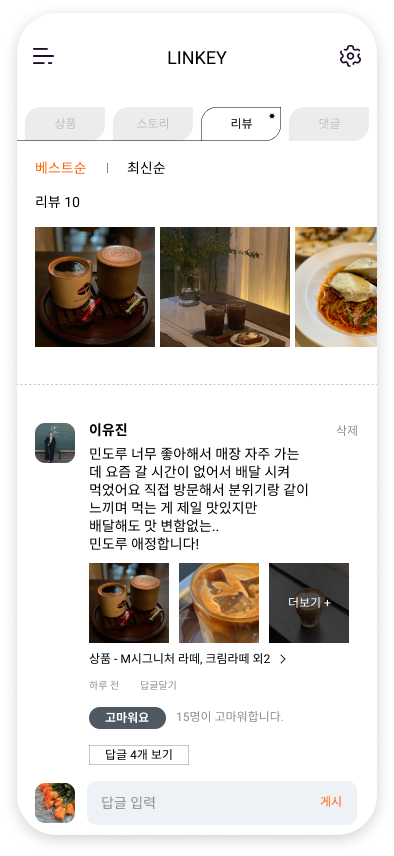 LINKEY
상품 스토리 리뷰 댓글
베스트순 | 최신순
리뷰 10
이유진 삭제
민도루 너무 좋아해서 매장 자주 가는
데 요즘 갈 시간이 없어서 배달 시켜
먹었어요 직접 방문해서 분위기랑 같이
느끼며 먹는 게 제일 맛있지만
배달해도 맛 변함없는..
민도루 애정합니다!
더보기 +
상품 - M시그니처 라떼, 크림라떼 외2 >
하루 전 답글달기
고마워요 15명이 고마워합니다.
답글 4개 보기
답글 입력 게시